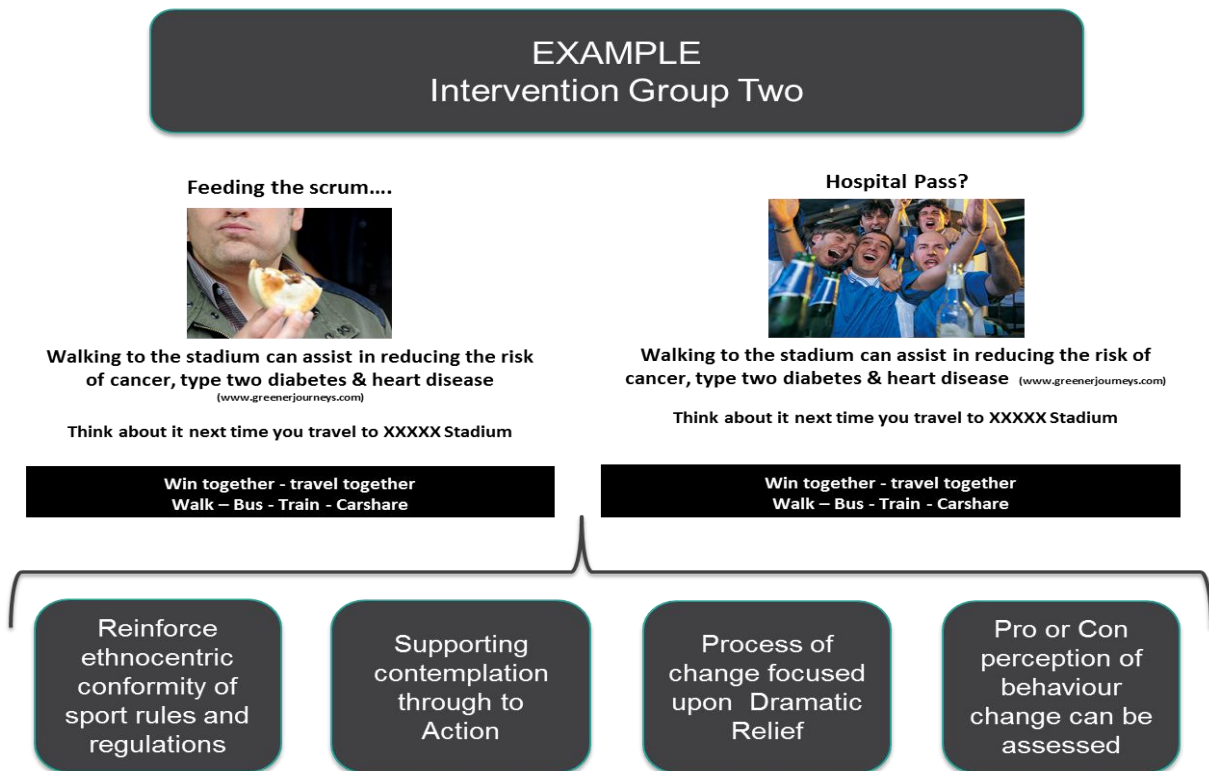 EXAMPLE
Intervention Group Two
Feeding the scrum....
Walking to the stadium can assist in reducing the risk
of cancer, type two diabetes & heart disease
(www.greenerjourneys.com)
Think about it next time you travel to XXXXX Stadium
Win together - travel together
Walk – Bus - Train - Carshare
Hospital Pass?
Walking to the stadium can assist in reducing the risk of
cancer, type two diabetes & heart disease (www.greenerjourneys.com)
Think about it next time you travel to XXXXX Stadium
Win together - travel together
Walk – Bus - Train - Carshare
Reinforce
ethnocentric
conformity of
sport rules and
regulations
Supporting
contemplation
through to
Action
Process of
change focused
upon Dramatic
Relief
Pro or Con
perception of
behaviour
change can be
assessed